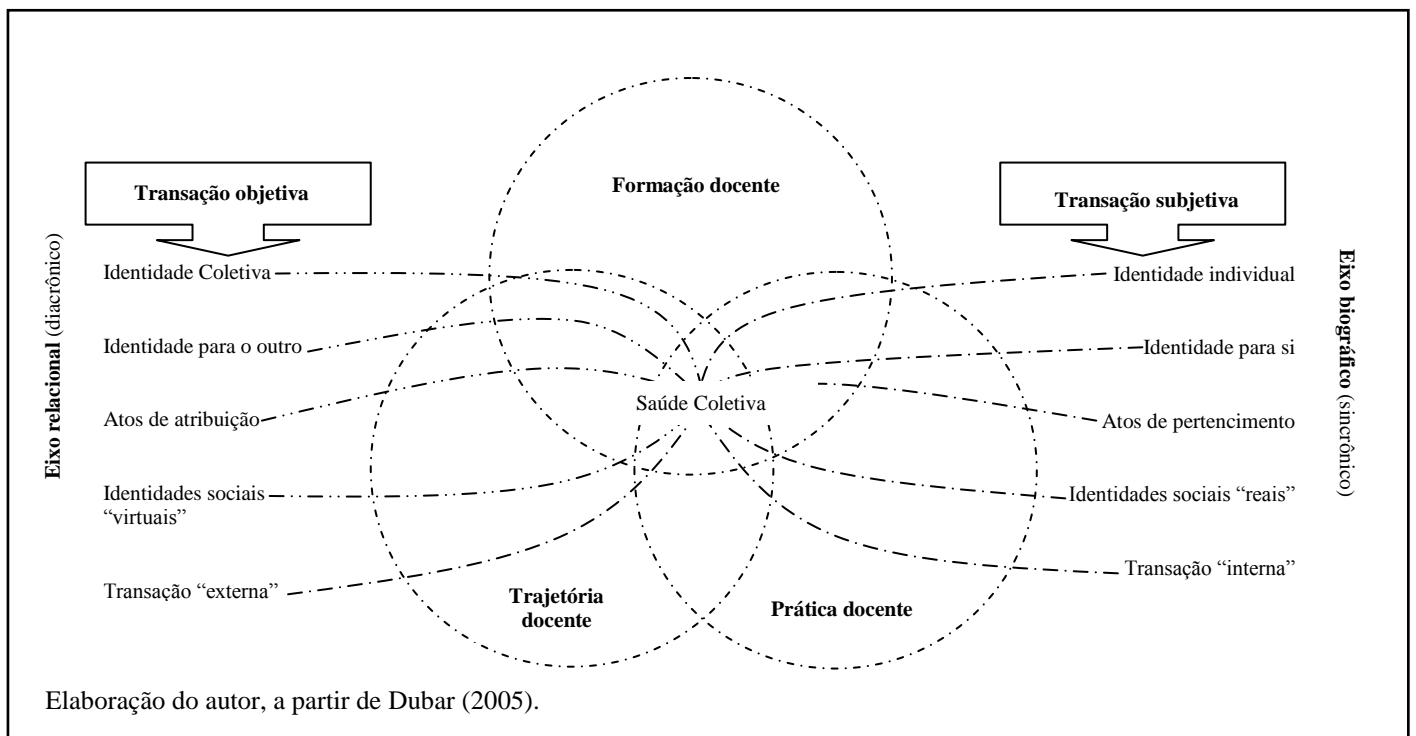 Formação docente
Transação objetiva
Transação subjetiva
Eixo relacional (diacrônico)
Identidade Coletiva
Identidade para o outro
Atos de atribuição
Identidades sociais
“virtuais”
Transação “externa”
Saúde Coletiva
Identidade individual
Identidade para si
Atos de pertencimento
Identidades sociais “reais”
Transação “interna”
Eixo biográfico (sincrônico)
Trajetória
docente
Prática docente
Elaboração do autor, a partir de Dubar (2005).